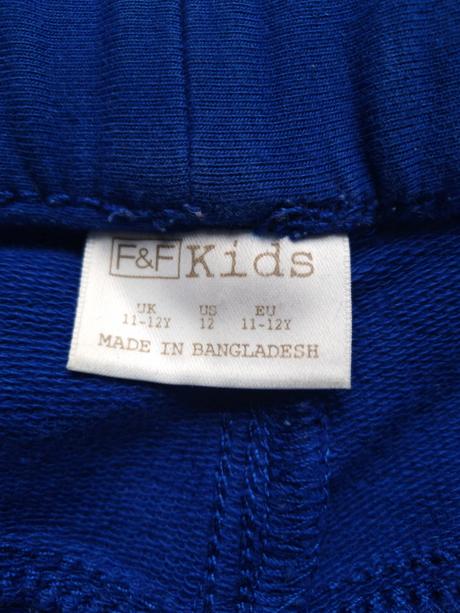 F&F Kids
UK US EU
11-12Y 12 11-12Y
MADE IN BANGLADESH